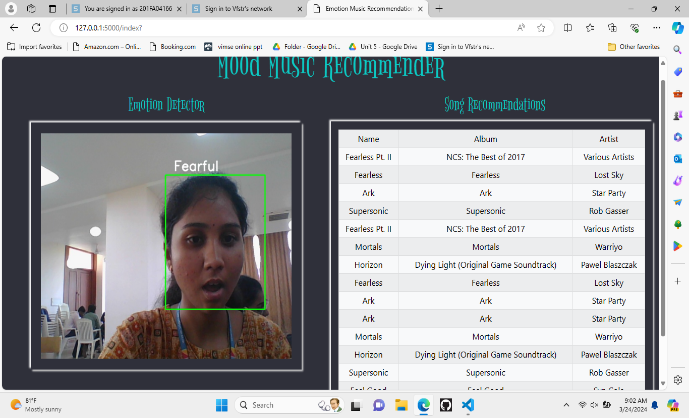 You are signed in as 201FA04166
Sign in to Vfstr's network
Emotion Music Recommendation
127.0.0.1:5000/index?
Import favorites
Amazon.com – Onli...
Booking.com
vimse online ppt
Folder - Google Dri...
Unit 5 - Google Drive
Sign in to Vfstr's ne...
Other favorites
Mood Music Recommender
Emotion Detector
Song Recommendations
Fearful
Name Album Artist
Fearless Pt. II NCS: The Best of 2017 Various Artists
Fearless Fearless Lost Sky
Ark Ark Star Party
Supersonic Supersonic Rob Gasser
Fearless Pt. II NCS: The Best of 2017 Various Artists
Mortals Mortals Warriyo
Horizon Dying Light (Original Game Soundtrack) Pawel Blaszczak
Fearless Fearless Lost Sky
Ark Ark Star Party
Ark Ark Star Party
Mortals Mortals Warriyo
Horizon Dying Light (Original Game Soundtrack) Pawel Blaszczak
Supersonic Supersonic Rob Gasser
Feel Good Feel Good
81°F
Mostly sunny
Search
9:02 AM
3/24/2024